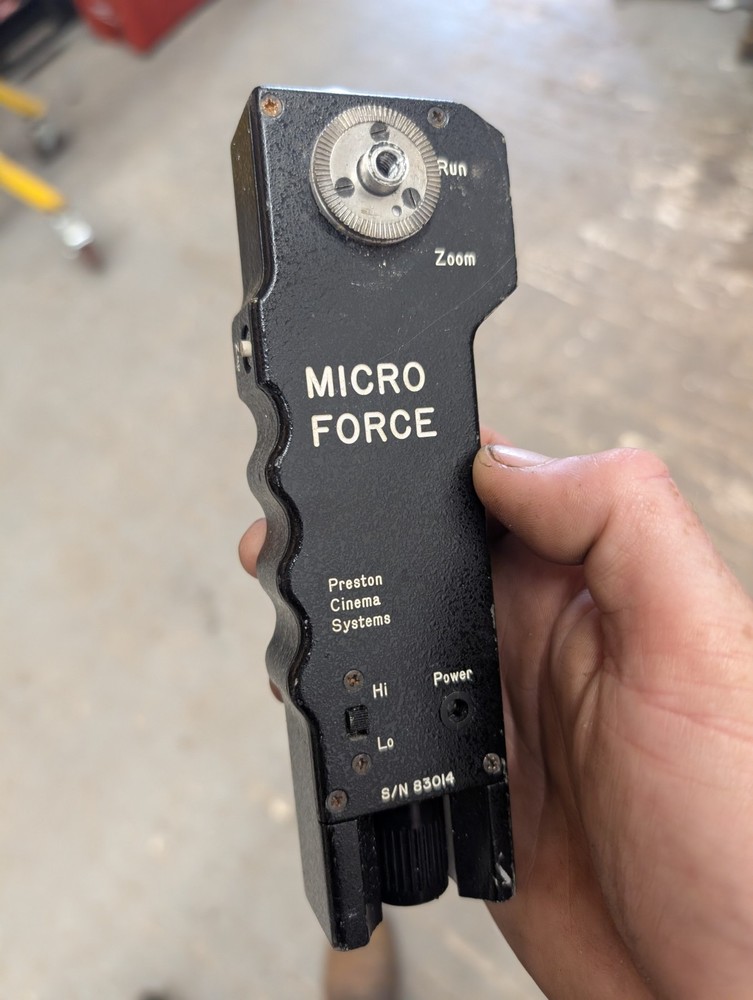 Run
Zoom
MICRO
FORCE
Preston
Cinema
Systems
Hi
Power
Lo
S/N 83014